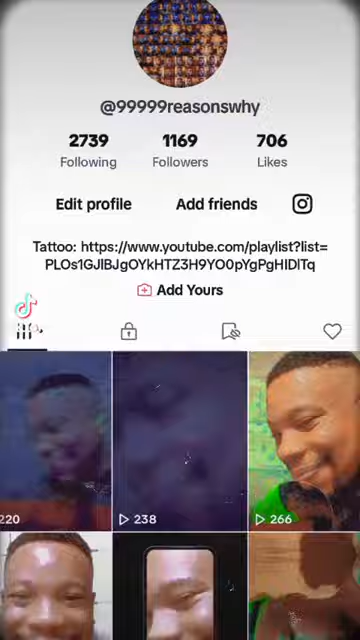 @99999reasonswhy
2739 1169 706
Following Followers Likes
Edit profile Add friends
Tattoo: https://www.youtube.com/playlist?list=
PLOs1GJlBJgOYkHTZ3H9YO0pYgPgHIDlTq
Add Yours
220 238 266